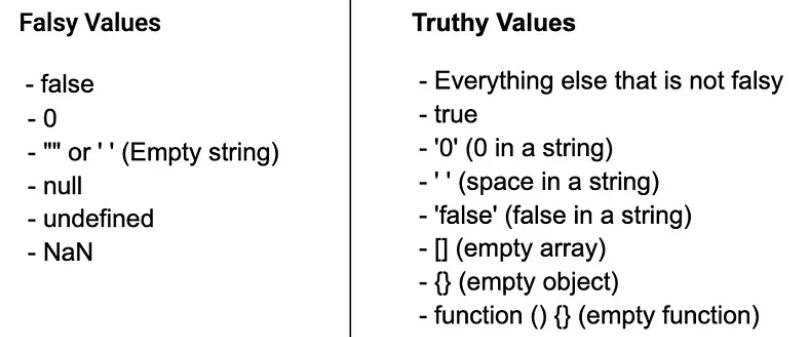 Falsy Values
- false
- 0
- "" or ' ' (Empty string)
- null
- undefined
- NaN
Truthy Values
- Everything else that is not falsy
- true
- '0' (0 in a string)
- ' ' (space in a string)
- 'false' (false in a string)
- [] (empty array)
- {} (empty object)
- function () {} (empty function)